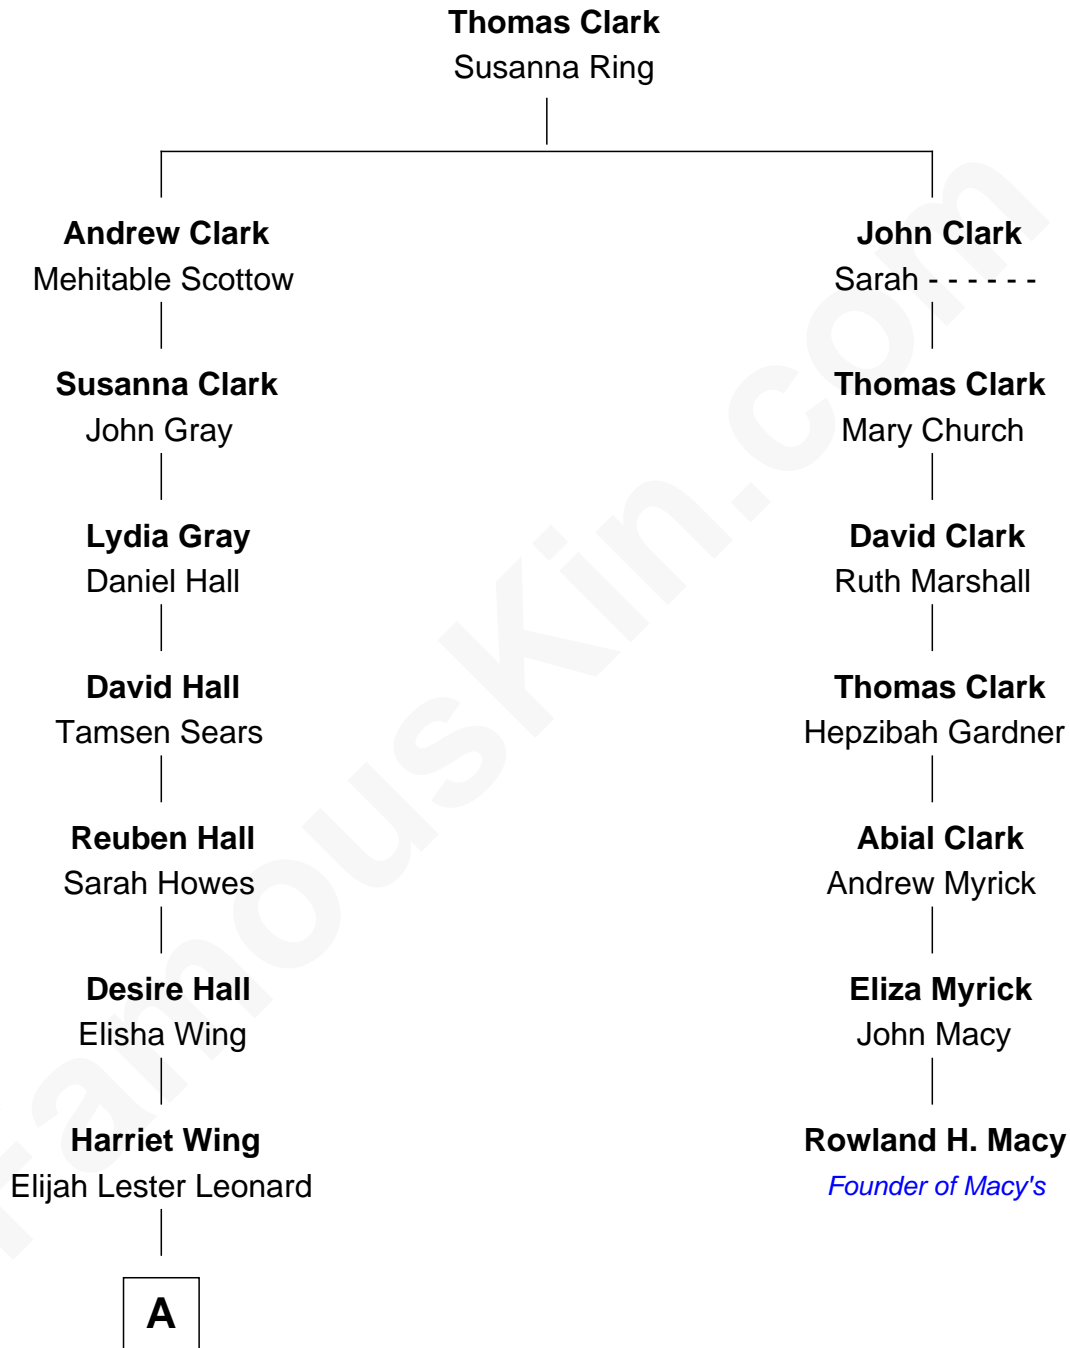 Thomas Clark
Susanna Ring
Andrew Clark
Mehitable Scottow
Susanna Clark
John Gray
Lydia Gray
Daniel Hall
David Hall
Tamsen Sears
Reuben Hall
Sarah Howes
Desire Hall
Elisha Wing
Harriet Wing
Elijah Lester Leonard
A
John Clark
Sarah - - - - - -
Thomas Clark
Mary Church
David Clark
Ruth Marshall
Thomas Clark
Hepzibah Gardner
Abial Clark
Andrew Myrick
Eliza Myrick
John Macy
Rowland H. Macy
Founder of Macy's
FamousKin.com